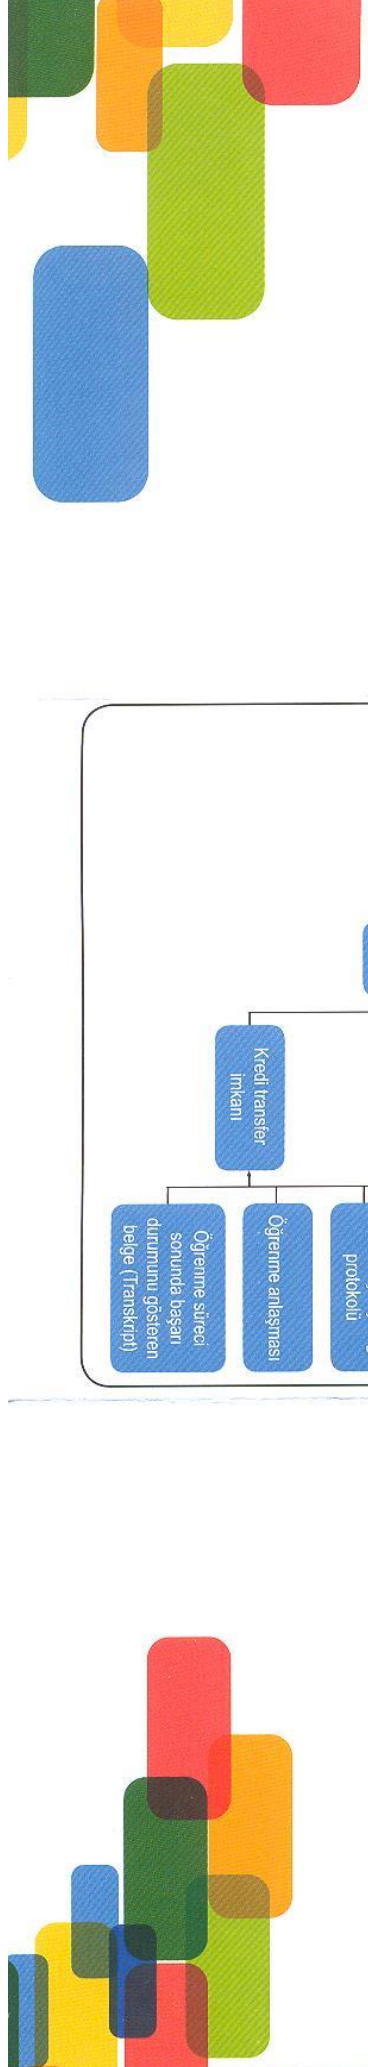 Kredi transfer
imkanı
protokolü
Öğrenme anlaşması
Öğrenme süreci
sonunda başarı
durumunu gösteren
belge (Transkript)